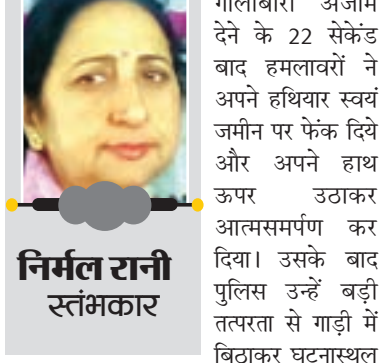 निर्मल रानी
स्तंभकार
गोलीबारी अंजाम
देने के 22 सेकेंड
बाद हमलावरों ने
अपने हथियार स्वयं
जमीन पर फेंक दिये
और अपने हाथ
ऊपर उठाकर
आत्मसमर्पण कर
दिया। उसके बाद
पुलिस उन्हें बड़ी
तत्परता से गाड़ी में
बिठाकर घटनास्थल